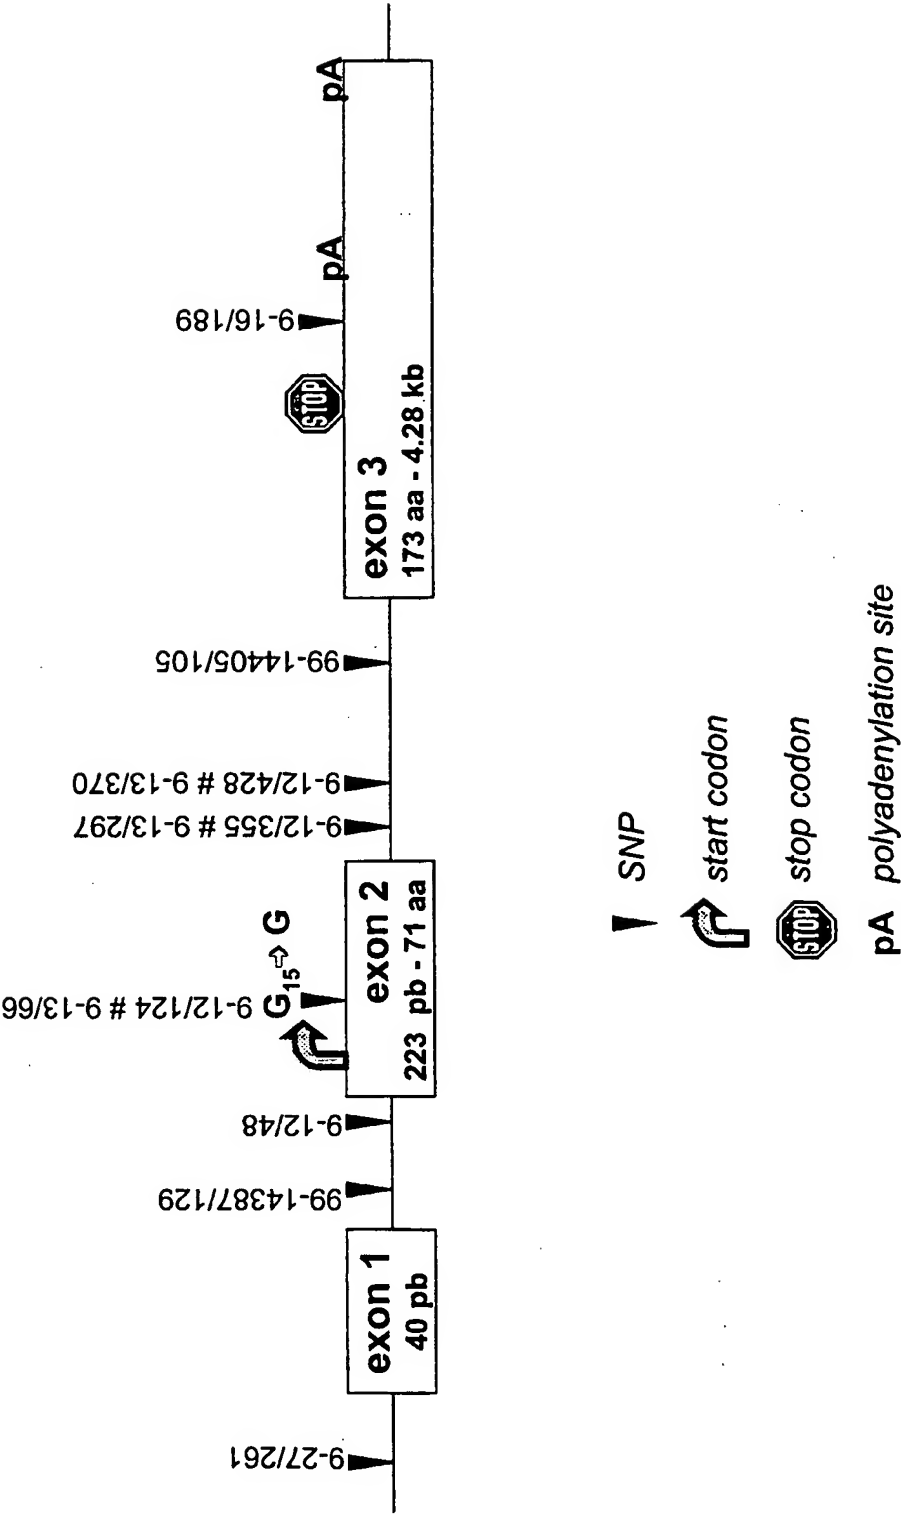 9-27/261
99-14387/129
9-12/48
9-12/124 # 9-13/66
G15 ⇨ G
9-12/355 # 9-13/297
9-12/428 # 9-13/370
99-14405/105
STOP
9-16/189
pA
pA
exon 1
40 pb
exon 2
223 pb - 71 aa
exon 3
173 aa - 4.28 kb
SNP
start codon
STOP stop codon
pA polyadenylation site